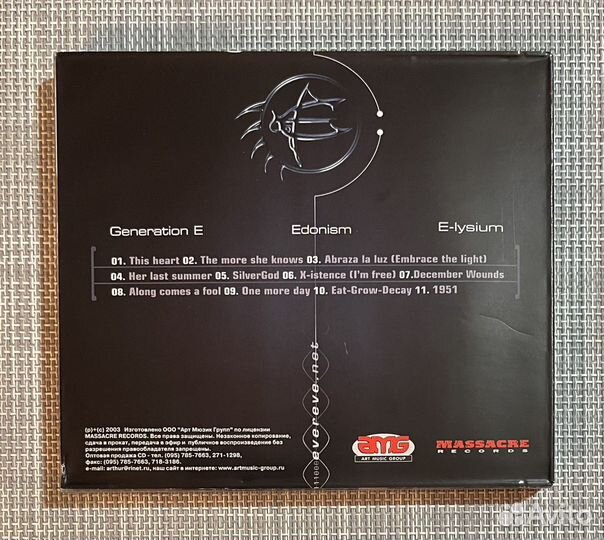 Generation E Edonism E-lysium
01. This heart 02. The more she knows 03. Abraza la luz (Embrace the light)
04. Her last summer 05. SilverGod 06. X-istence (I'm free) 07.December Wounds
08. Along comes a fool 09. One more day 10. Eat-Grow-Decay 11. 1951
evereve.net
(p)+(c) 2003 Изготовлено ООО "Арт Мюзик Групп" по лицензии
MASSACRE RECORDS. Все права защищены. Незаконное копирование,
сдача в прокат, передача в эфир и публичное воспроизведение без
разрешения правообладателя запрещены.
Оптовая продажа CD - тел. (095) 785-7663, 271-1298,
факс: (095) 785-7663, 718-3186.
e-mail: arthur@rinet.ru, наш сайт в интернете: www.artmusic-group.ru
AMG
ART MUSIC GROUP
MASSACRE
RECORDS
Avito